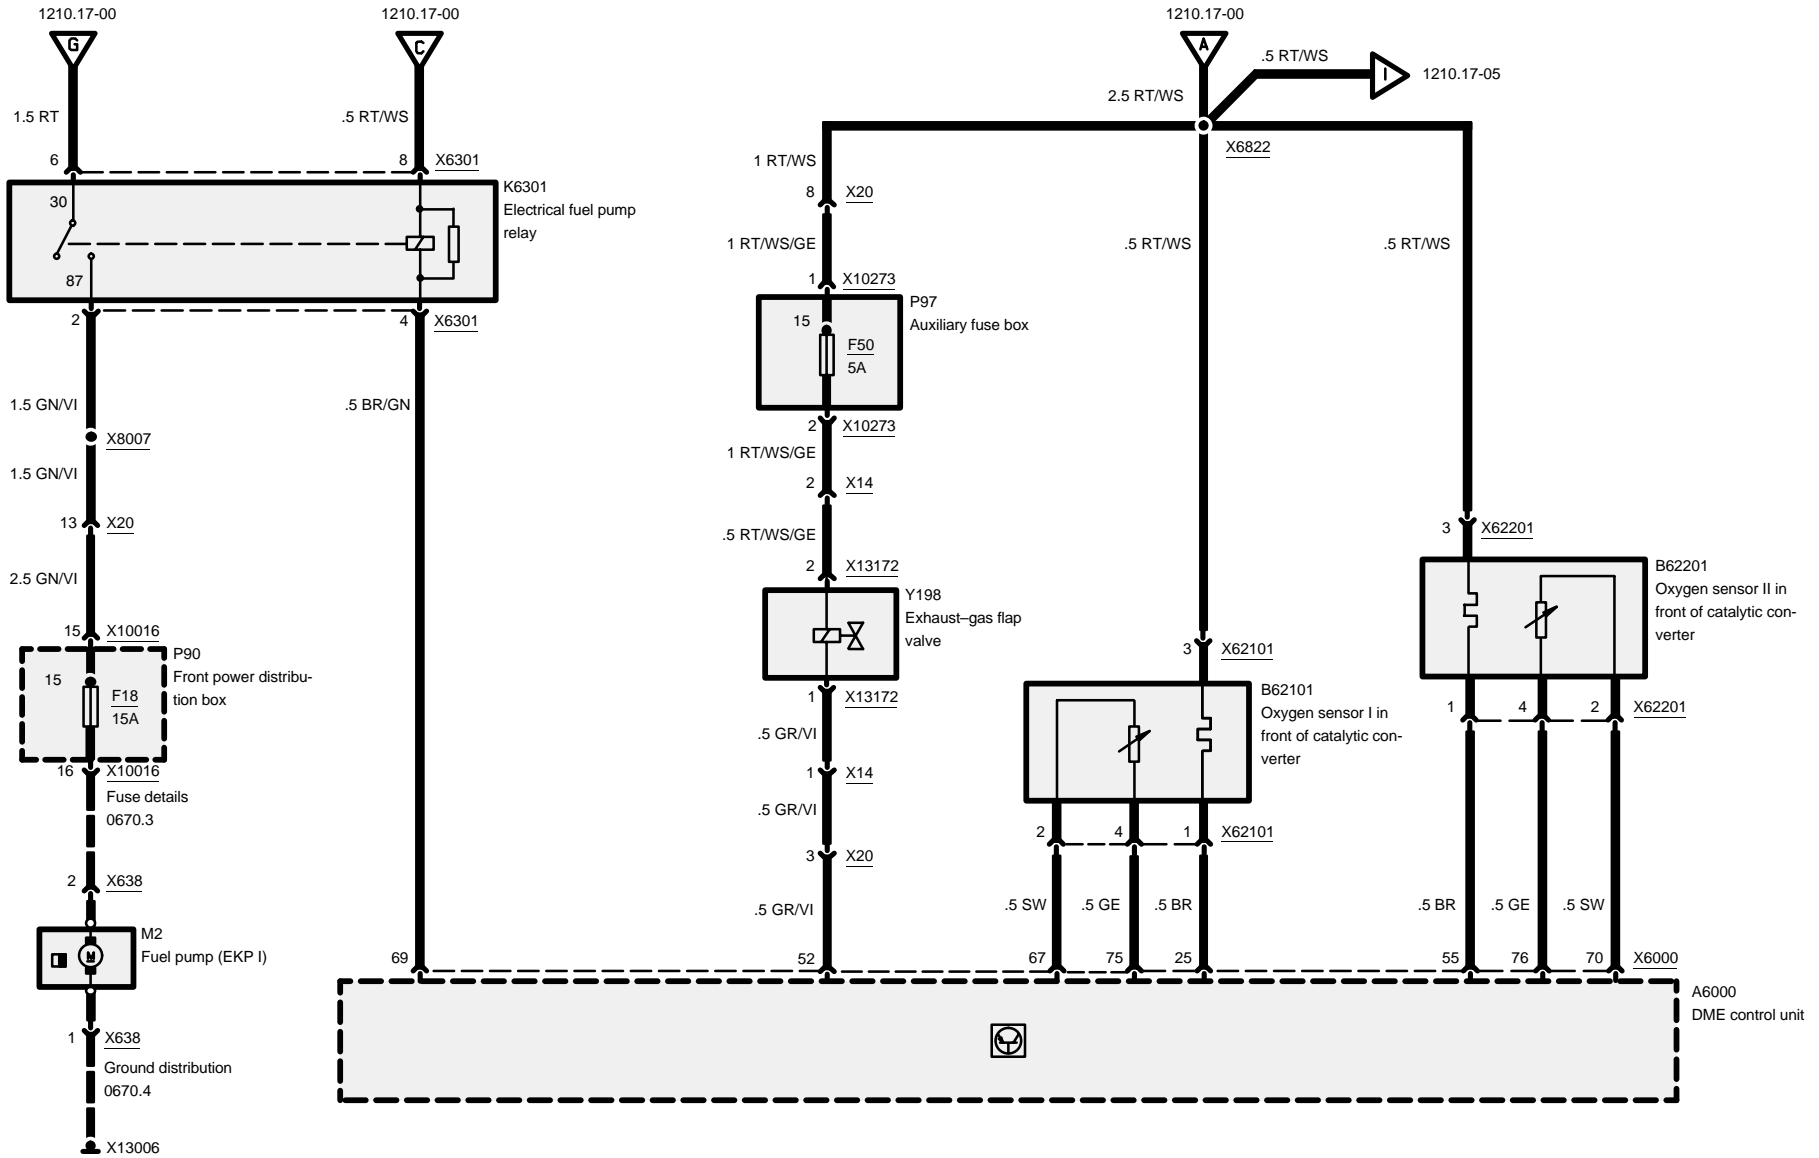 1210.17-00
1210.17-00
1210.17-00
G
C
A
.5 RT/WS
I
1210.17-05
2.5 RT/WS
1.5 RT
.5 RT/WS
X6822
6
8
X6301
1 RT/WS
8
X20
K6301
Electrical fuel pump
relay
30
87
1 RT/WS/GE
.5 RT/WS
.5 RT/WS
1
X10273
P97
Auxiliary fuse box
15
F50
5A
2
4
X6301
1.5 GN/VI
.5 BR/GN
2
X10273
X8007
1 RT/WS/GE
1.5 GN/VI
2
X14
13
X20
.5 RT/WS/GE
3
X62201
2.5 GN/VI
2
X13172
B62201
Oxygen sensor II in
front of catalytic con-
verter
Y198
Exhaust–gas flap
valve
15
X10016
3
X62101
P90
Front power distribu-
tion box
15
F18
15A
1
X13172
B62101
Oxygen sensor I in
front of catalytic con-
verter
1
4
2
X62201
.5 GR/VI
16
X10016
Fuse details
0670.3
1
X14
.5 GR/VI
2
4
1
X62101
3
X20
2
X638
.5 GR/VI
.5 SW
.5 GE
.5 BR
.5 BR
.5 GE
.5 SW
M2
Fuel pump (EKP I)
M
69
52
67
75
25
55
76
70
X6000
A6000
DME control unit
1
X638
Ground distribution
0670.4
X13006